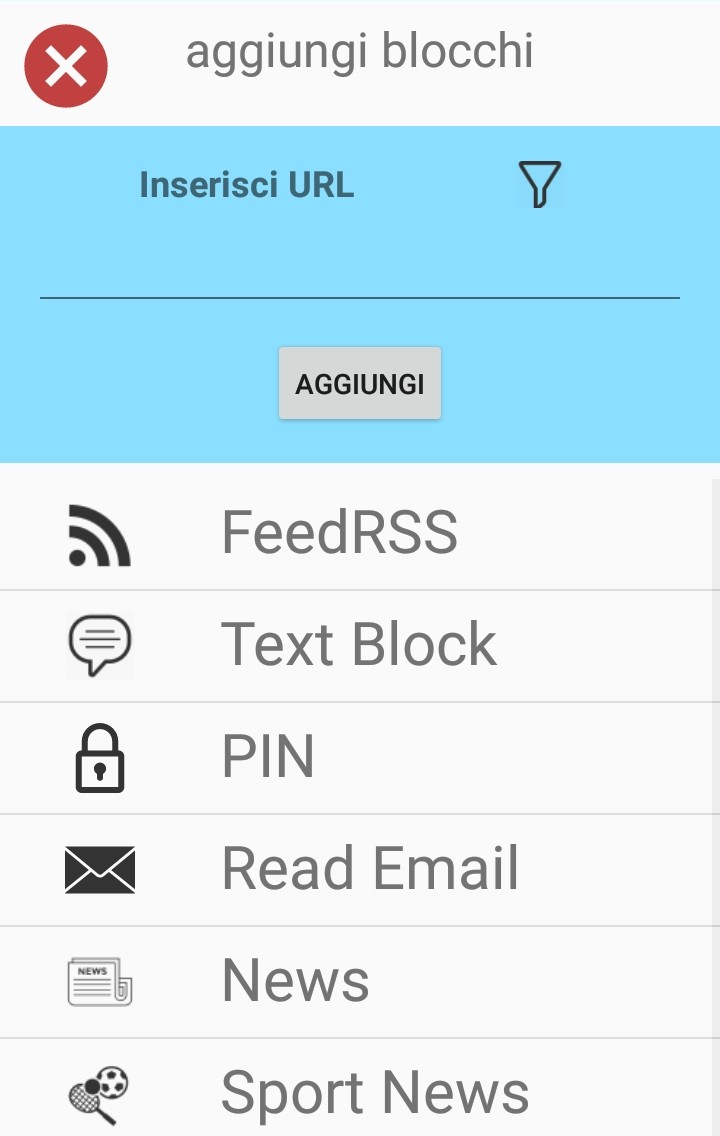 aggiungi blocchi
Inserisci URL
AGGIUNGI
FeedRSS
Text Block
PIN
Read Email
NEWS
News
Sport News